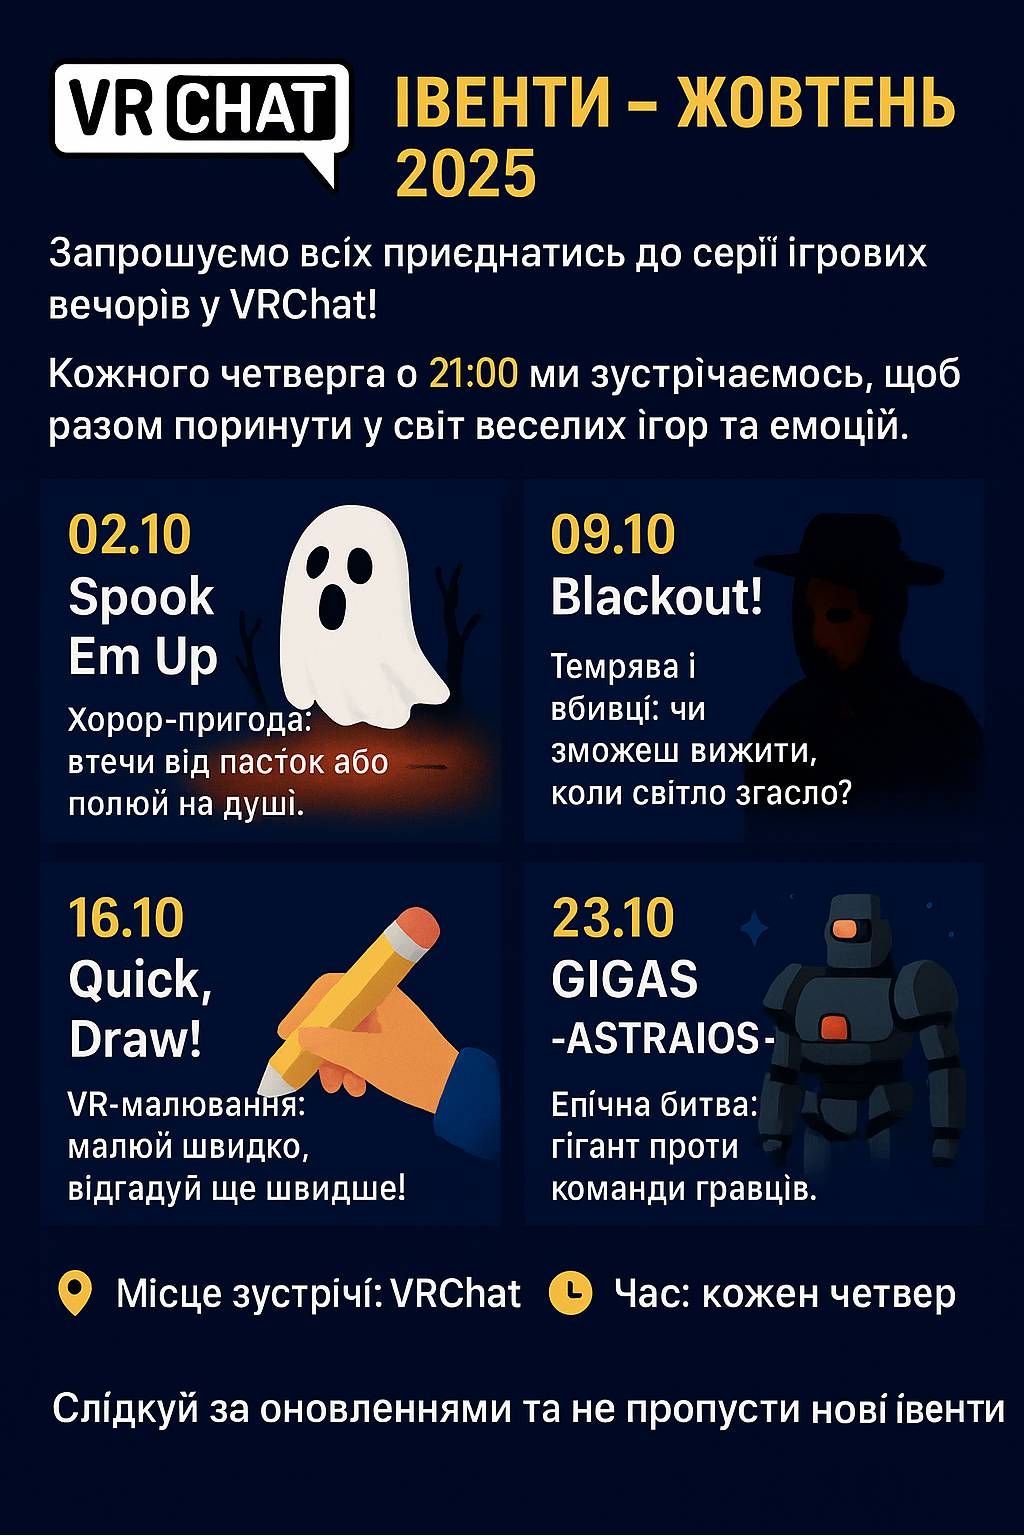 VRCHAT
ІВЕНТИ – ЖОВТЕНЬ
2025
Запрошуємо всіх приєднатись до серії ігрових
вечорів у VRChat!
Кожного четверга о 21:00 ми зустрічаємось, щоб
разом поринути у світ веселих ігор та емоцій.
02.10
Spook
Em Up
Хорор-пригода:
втечи від пасток або
полюй на душі.
09.10
Blackout!
Темрява і
вбивці: чи
зможеш вижити,
коли світло згасло?
16.10
Quick,
Draw!
VR-малювання:
малюй швидко,
відгадуй ще швидше!
23.10
GIGAS
-ASTRAIOS-
Епічна битва:
гігант проти
команди гравців.
Місце зустрічі: VRChat
Час: кожен четвер
Слідкуй за оновленнями та не пропусти нові івенти